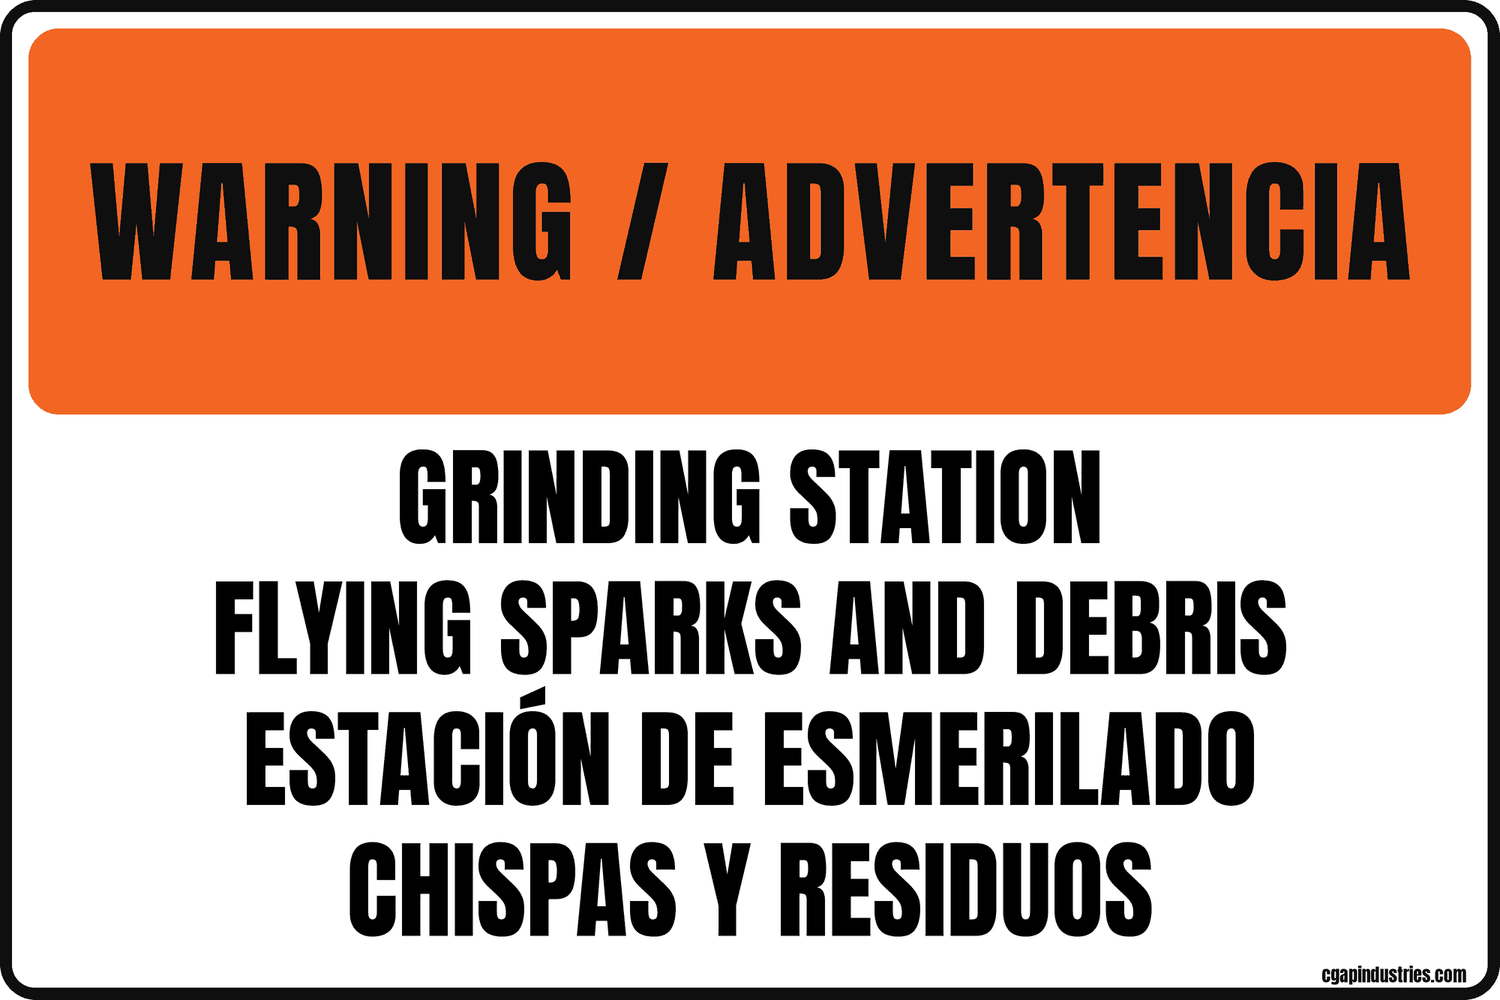 WARNING / ADVERTENCIA
GRINDING STATION
FLYING SPARKS AND DEBRIS
ESTACIÓN DE ESMERILADO
CHISPAS Y RESIDUOS
cgapindustries.com